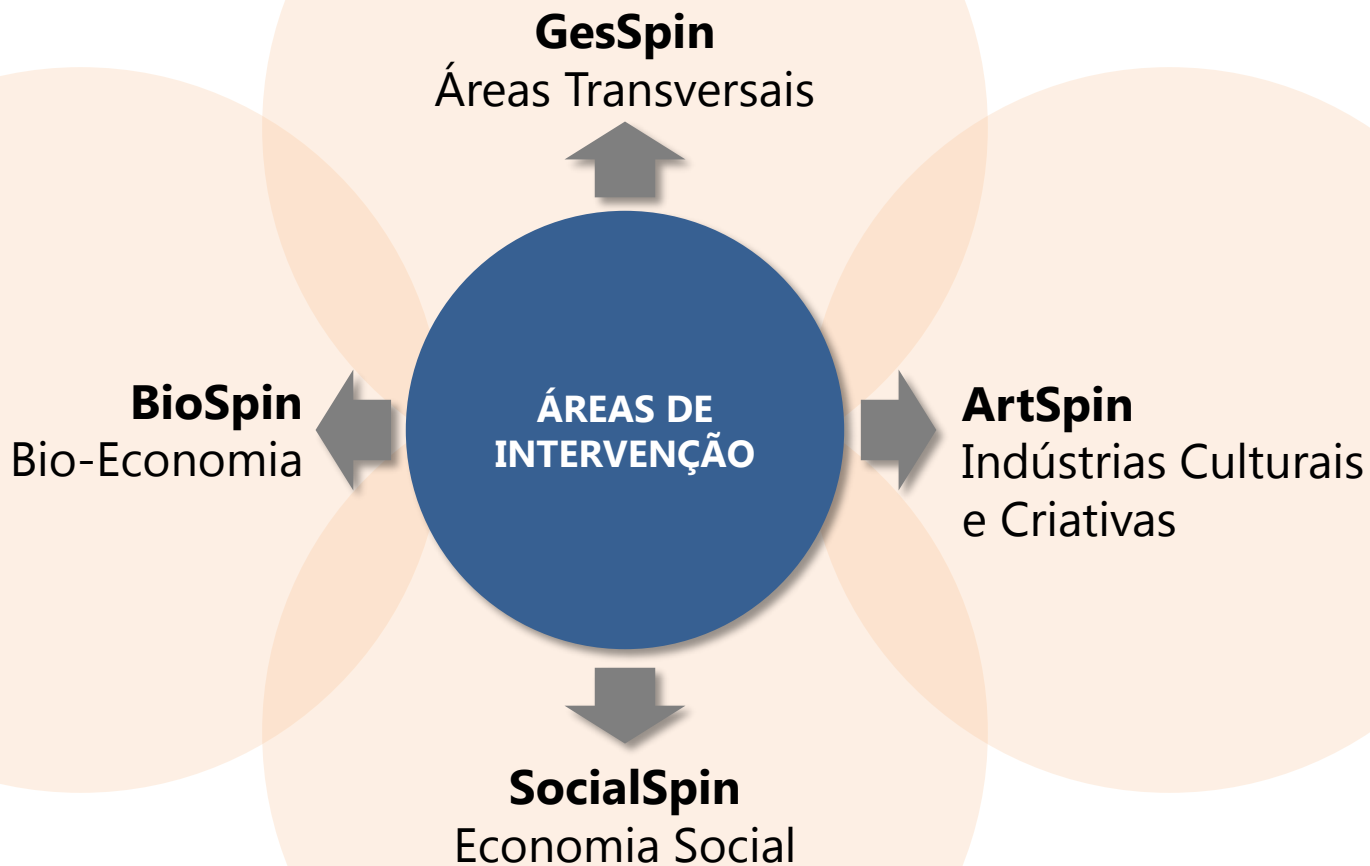 GesSpin
Áreas Transversais
BioSpin
Bio-Economia
ÁREAS DE
INTERVENÇÃO
ArtSpin
Indústrias Culturais
e Criativas
SocialSpin
Economia Social